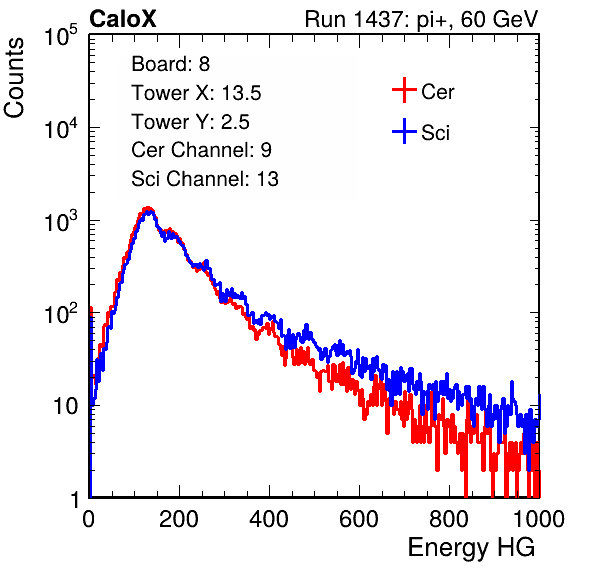 CaloX Run 1437: pi+, 60 GeV
Counts
Board: 8
Tower X: 13.5
Tower Y: 2.5
Cer Channel: 9
Sci Channel: 13
Cer
Sci
10^5
10^4
10^3
10^2
10
1
0 200 400 600 800 1000
Energy HG